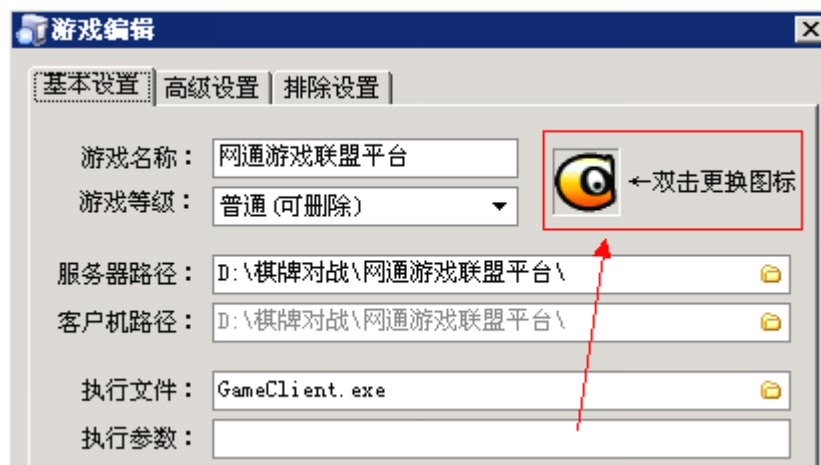 游戏编辑
基本设置 高级设置 排除设置
游戏名称： 网通游戏联盟平台
←双击更换图标
游戏等级： 普通(可删除)
服务器路径： D:\棋牌对战\网通游戏联盟平台\
客户机路径： D:\棋牌对战\网通游戏联盟平台\
执行文件： GameClient.exe
执行参数：